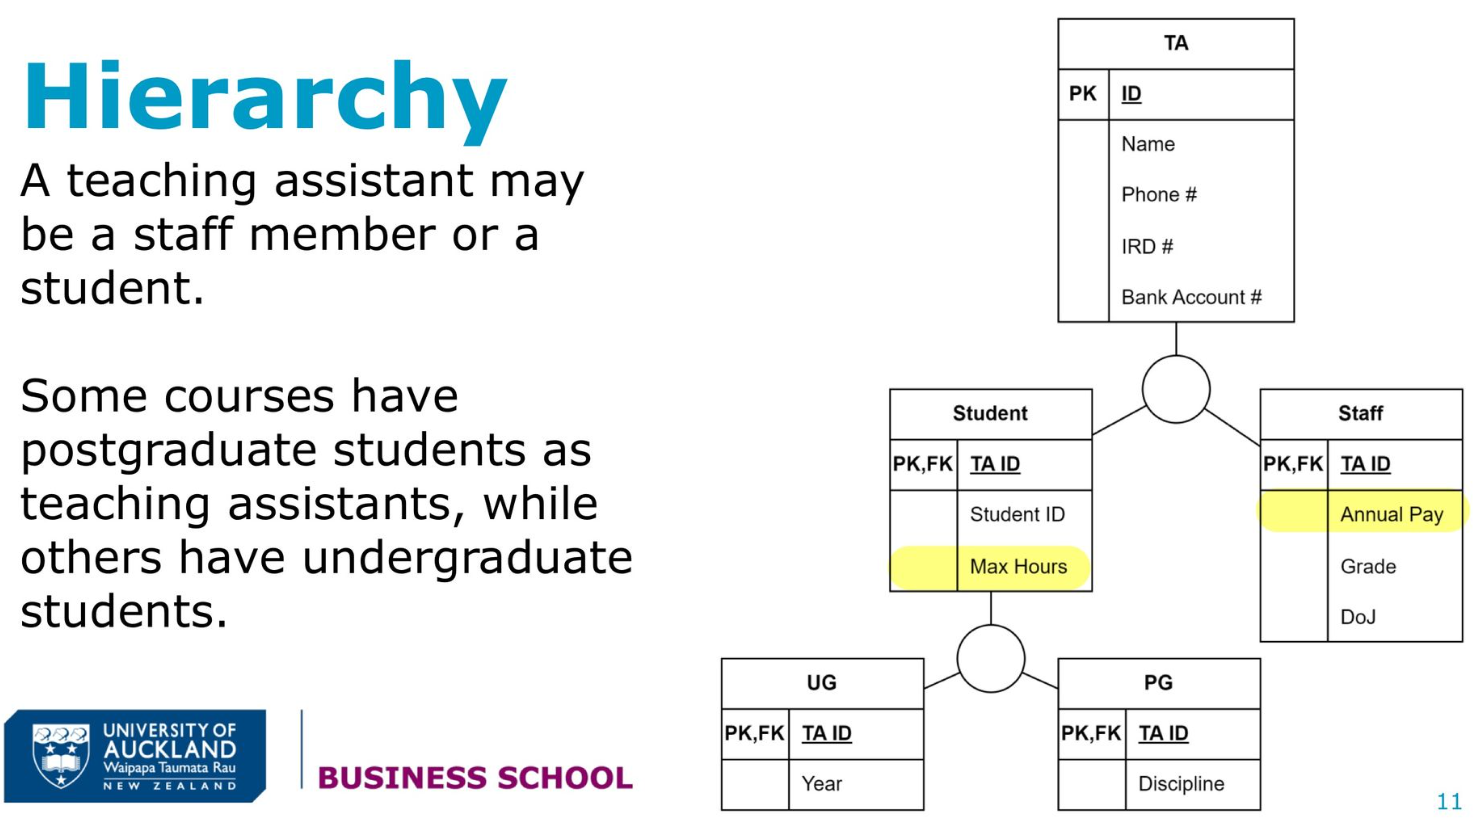 Hierarchy
A teaching assistant may
be a staff member or a
student.
Some courses have
postgraduate students as
teaching assistants, while
others have undergraduate
students.
UNIVERSITY OF
AUCKLAND
Waipapa Taumata Rau
NEW ZEALAND
BUSINESS SCHOOL
TA
PK ID
Name
Phone #
IRD #
Bank Account #
Student
PK,FK TA ID
Student ID
Max Hours
Staff
PK,FK TA ID
Annual Pay
Grade
DoJ
UG
PK,FK TA ID
Year
PG
PK,FK TA ID
Discipline
11